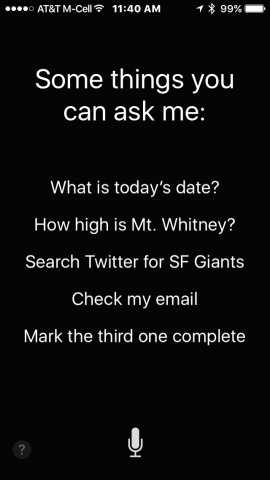 AT&T M-Cell 11:40 AM 99%
Some things you
can ask me:
What is today's date?
How high is Mt. Whitney?
Search Twitter for SF Giants
Check my email
Mark the third one complete
?